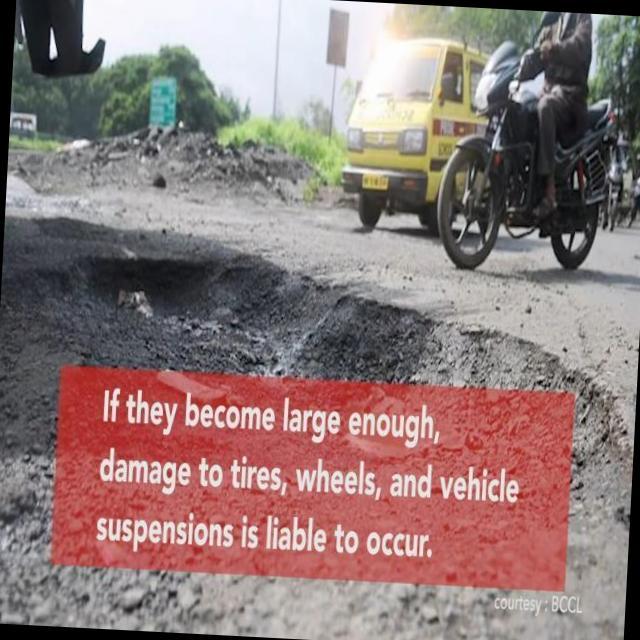 If they become large enough,
damage to tires, wheels, and vehicle
suspensions is liable to occur.
courtesy : BCCL